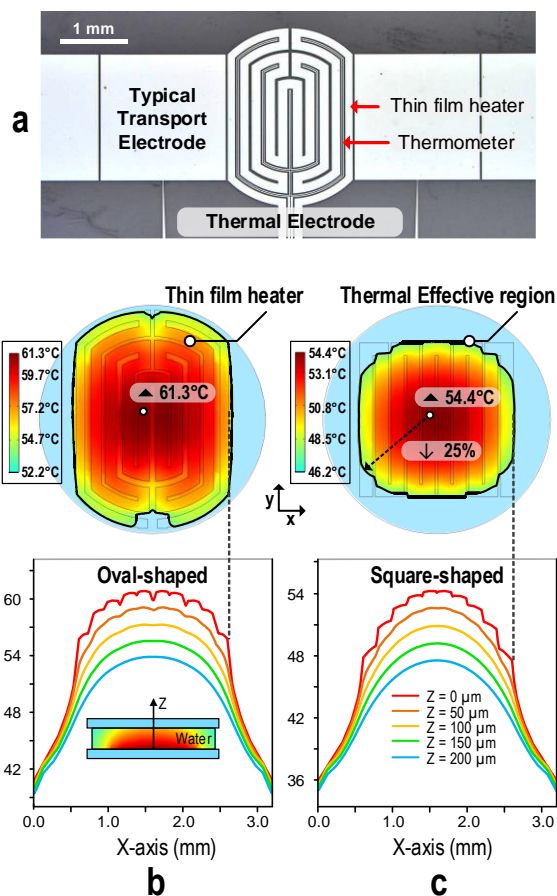 1 mm
a
Typical
Transport
Electrode
Thin film heater
Thermometer
Thermal Electrode
Thin film heater
Thermal Effective region
61.3°C
59.7°C
57.2°C
54.7°C
52.2°C
▲ 61.3°C
54.4°C
53.1°C
50.8°C
48.5°C
46.2°C
▲ 54.4°C
↓ 25%
y
x
Oval-shaped
60
54
48
42
Z
Water
0.0 1.0 2.0 3.0
X-axis (mm)
b
Square-shaped
54
48
42
36
Z = 0 µm
Z = 50 µm
Z = 100 µm
Z = 150 µm
Z = 200 µm
0.0 1.0 2.0 3.0
X-axis (mm)
c